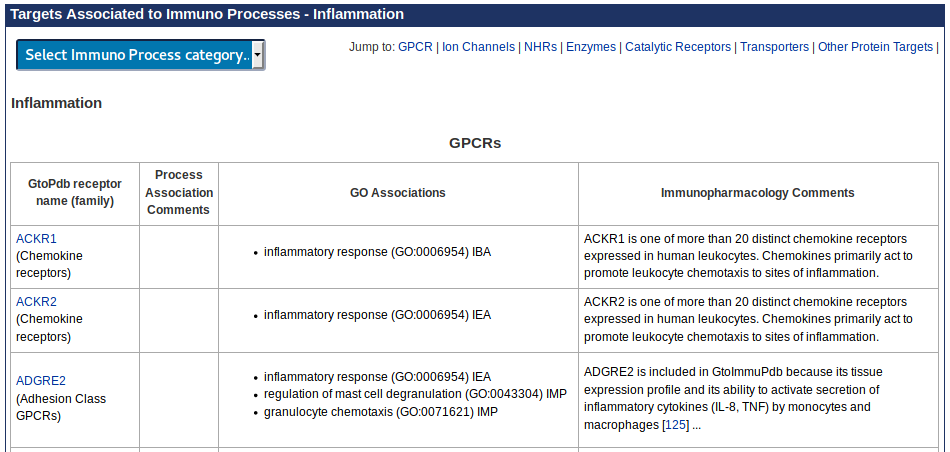 Targets Associated to Immuno Processes - Inflammation
Select Immuno Process category..
Jump to: GPCR | Ion Channels | NHRs | Enzymes | Catalytic Receptors | Transporters | Other Protein Targets |
Inflammation
GPCRs
GtoPdb receptor
name (family)
Process
Association
Comments
GO Associations
Immunopharmacology Comments
ACKR1
(Chemokine
receptors)
• inflammatory response (GO:0006954) IBA
ACKR1 is one of more than 20 distinct chemokine receptors
expressed in human leukocytes. Chemokines primarily act to
promote leukocyte chemotaxis to sites of inflammation.
ACKR2
(Chemokine
receptors)
• inflammatory response (GO:0006954) IEA
ACKR2 is one of more than 20 distinct chemokine receptors
expressed in human leukocytes. Chemokines primarily act to
promote leukocyte chemotaxis to sites of inflammation.
ADGRE2
(Adhesion Class
GPCRs)
• inflammatory response (GO:0006954) IEA
• regulation of mast cell degranulation (GO:0043304) IMP
• granulocyte chemotaxis (GO:0071621) IMP
ADGRE2 is included in GtoImmuPdb because its tissue
expression profile and its ability to activate secretion of
inflammatory cytokines (IL-8, TNF) by monocytes and
macrophages [125] ...